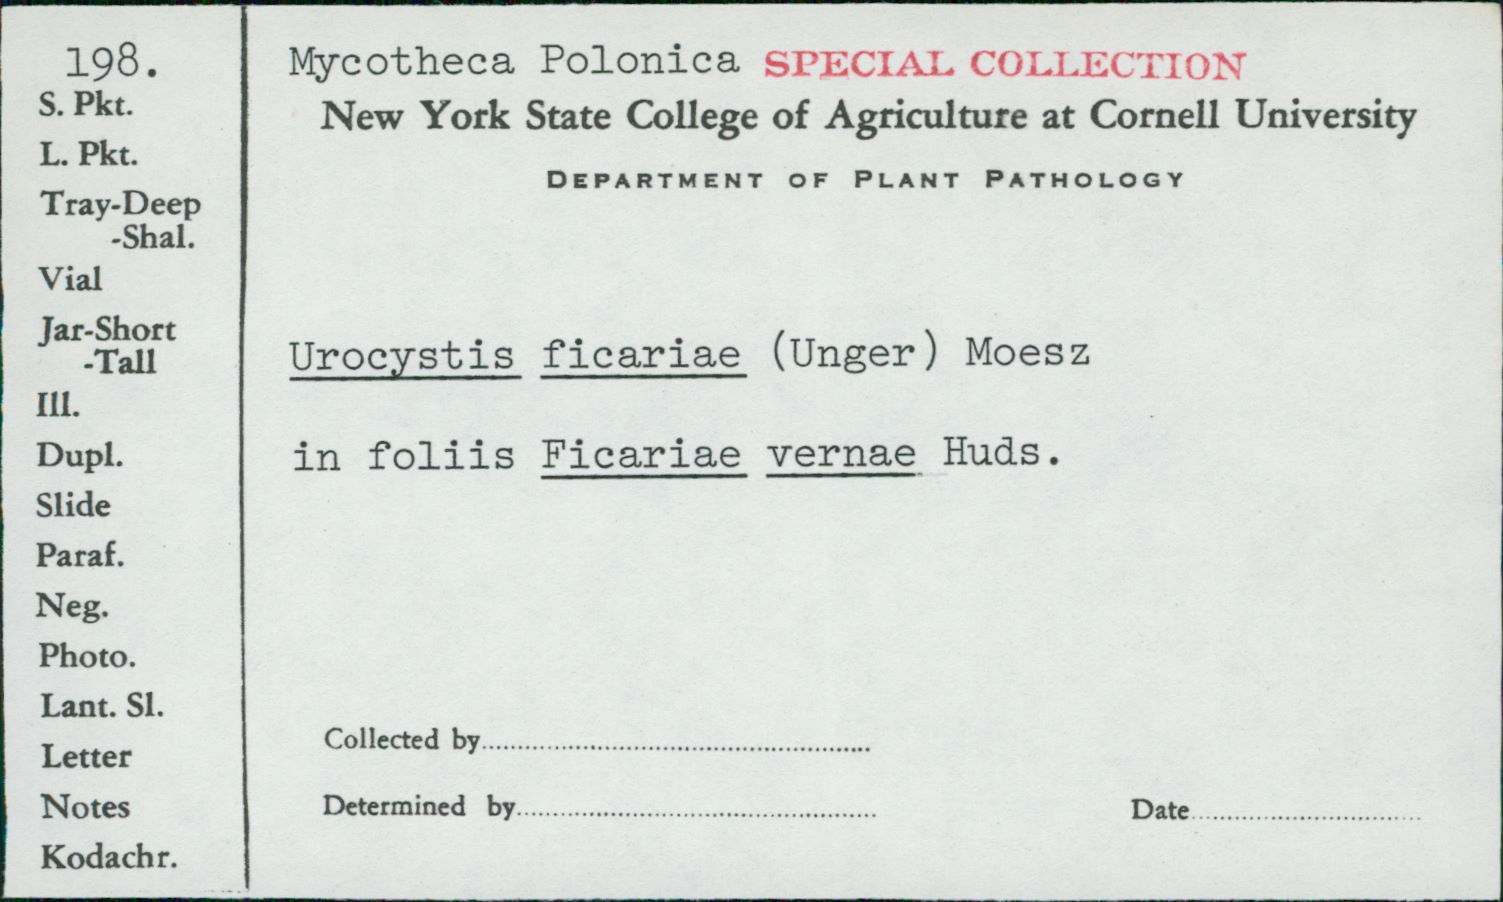 198.
S. Pkt.
L. Pkt.
Tray-Deep
-Shal.
Vial
Jar-Short
-Tall
Ill.
Dupl.
Slide
Paraf.
Neg.
Photo.
Lant. Sl.
Letter
Notes
Kodachr.
Mycotheca Polonica SPECIAL COLLECTION
New York State College of Agriculture at Cornell University
DEPARTMENT OF PLANT PATHOLOGY
Urocystis ficariae (Unger) Moesz
in foliis Ficariae vernae Huds.
Collected by
Determined by
Date